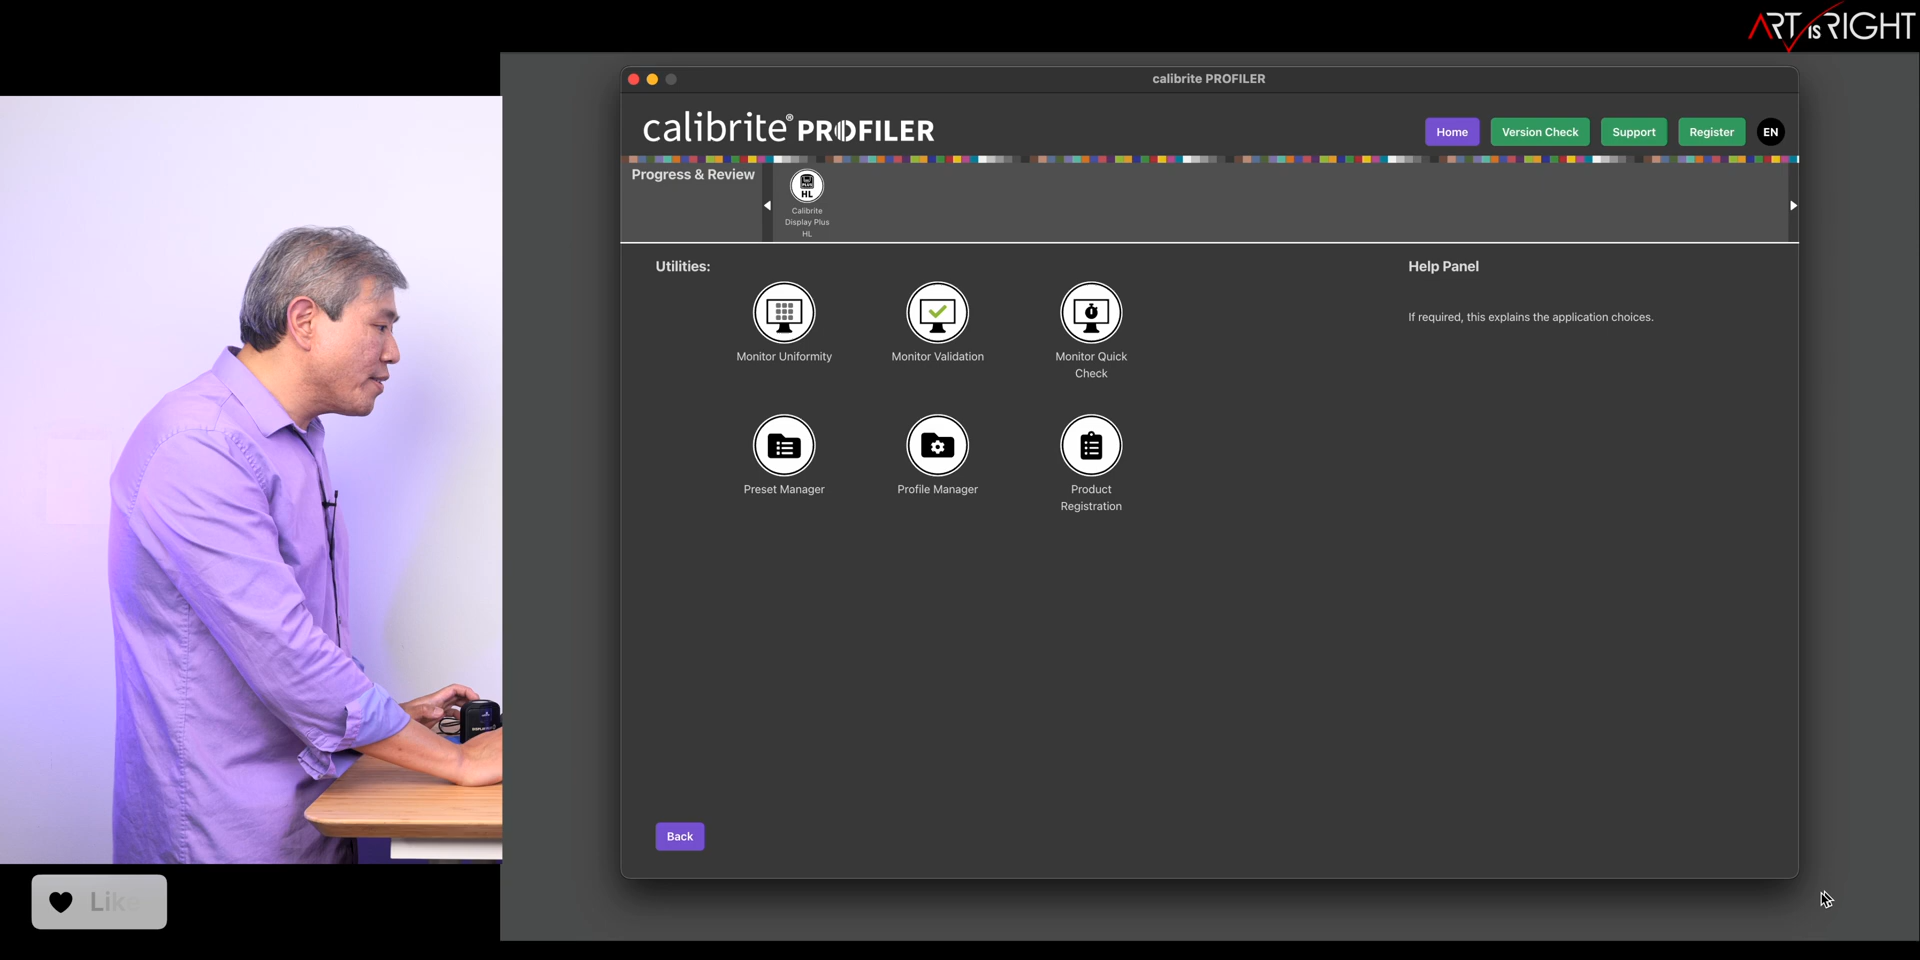 ART is RIGHT
calibrite PROFILER
calibrite® PROFILER
Home
Version Check
Support
Register
EN
Progress & Review
PLUS
HL
Calibrite
Display Plus
HL
Utilities:
Help Panel
If required, this explains the application choices.
Monitor Uniformity
Monitor Validation
Monitor Quick
Check
Preset Manager
Profile Manager
Product
Registration
Back
Like